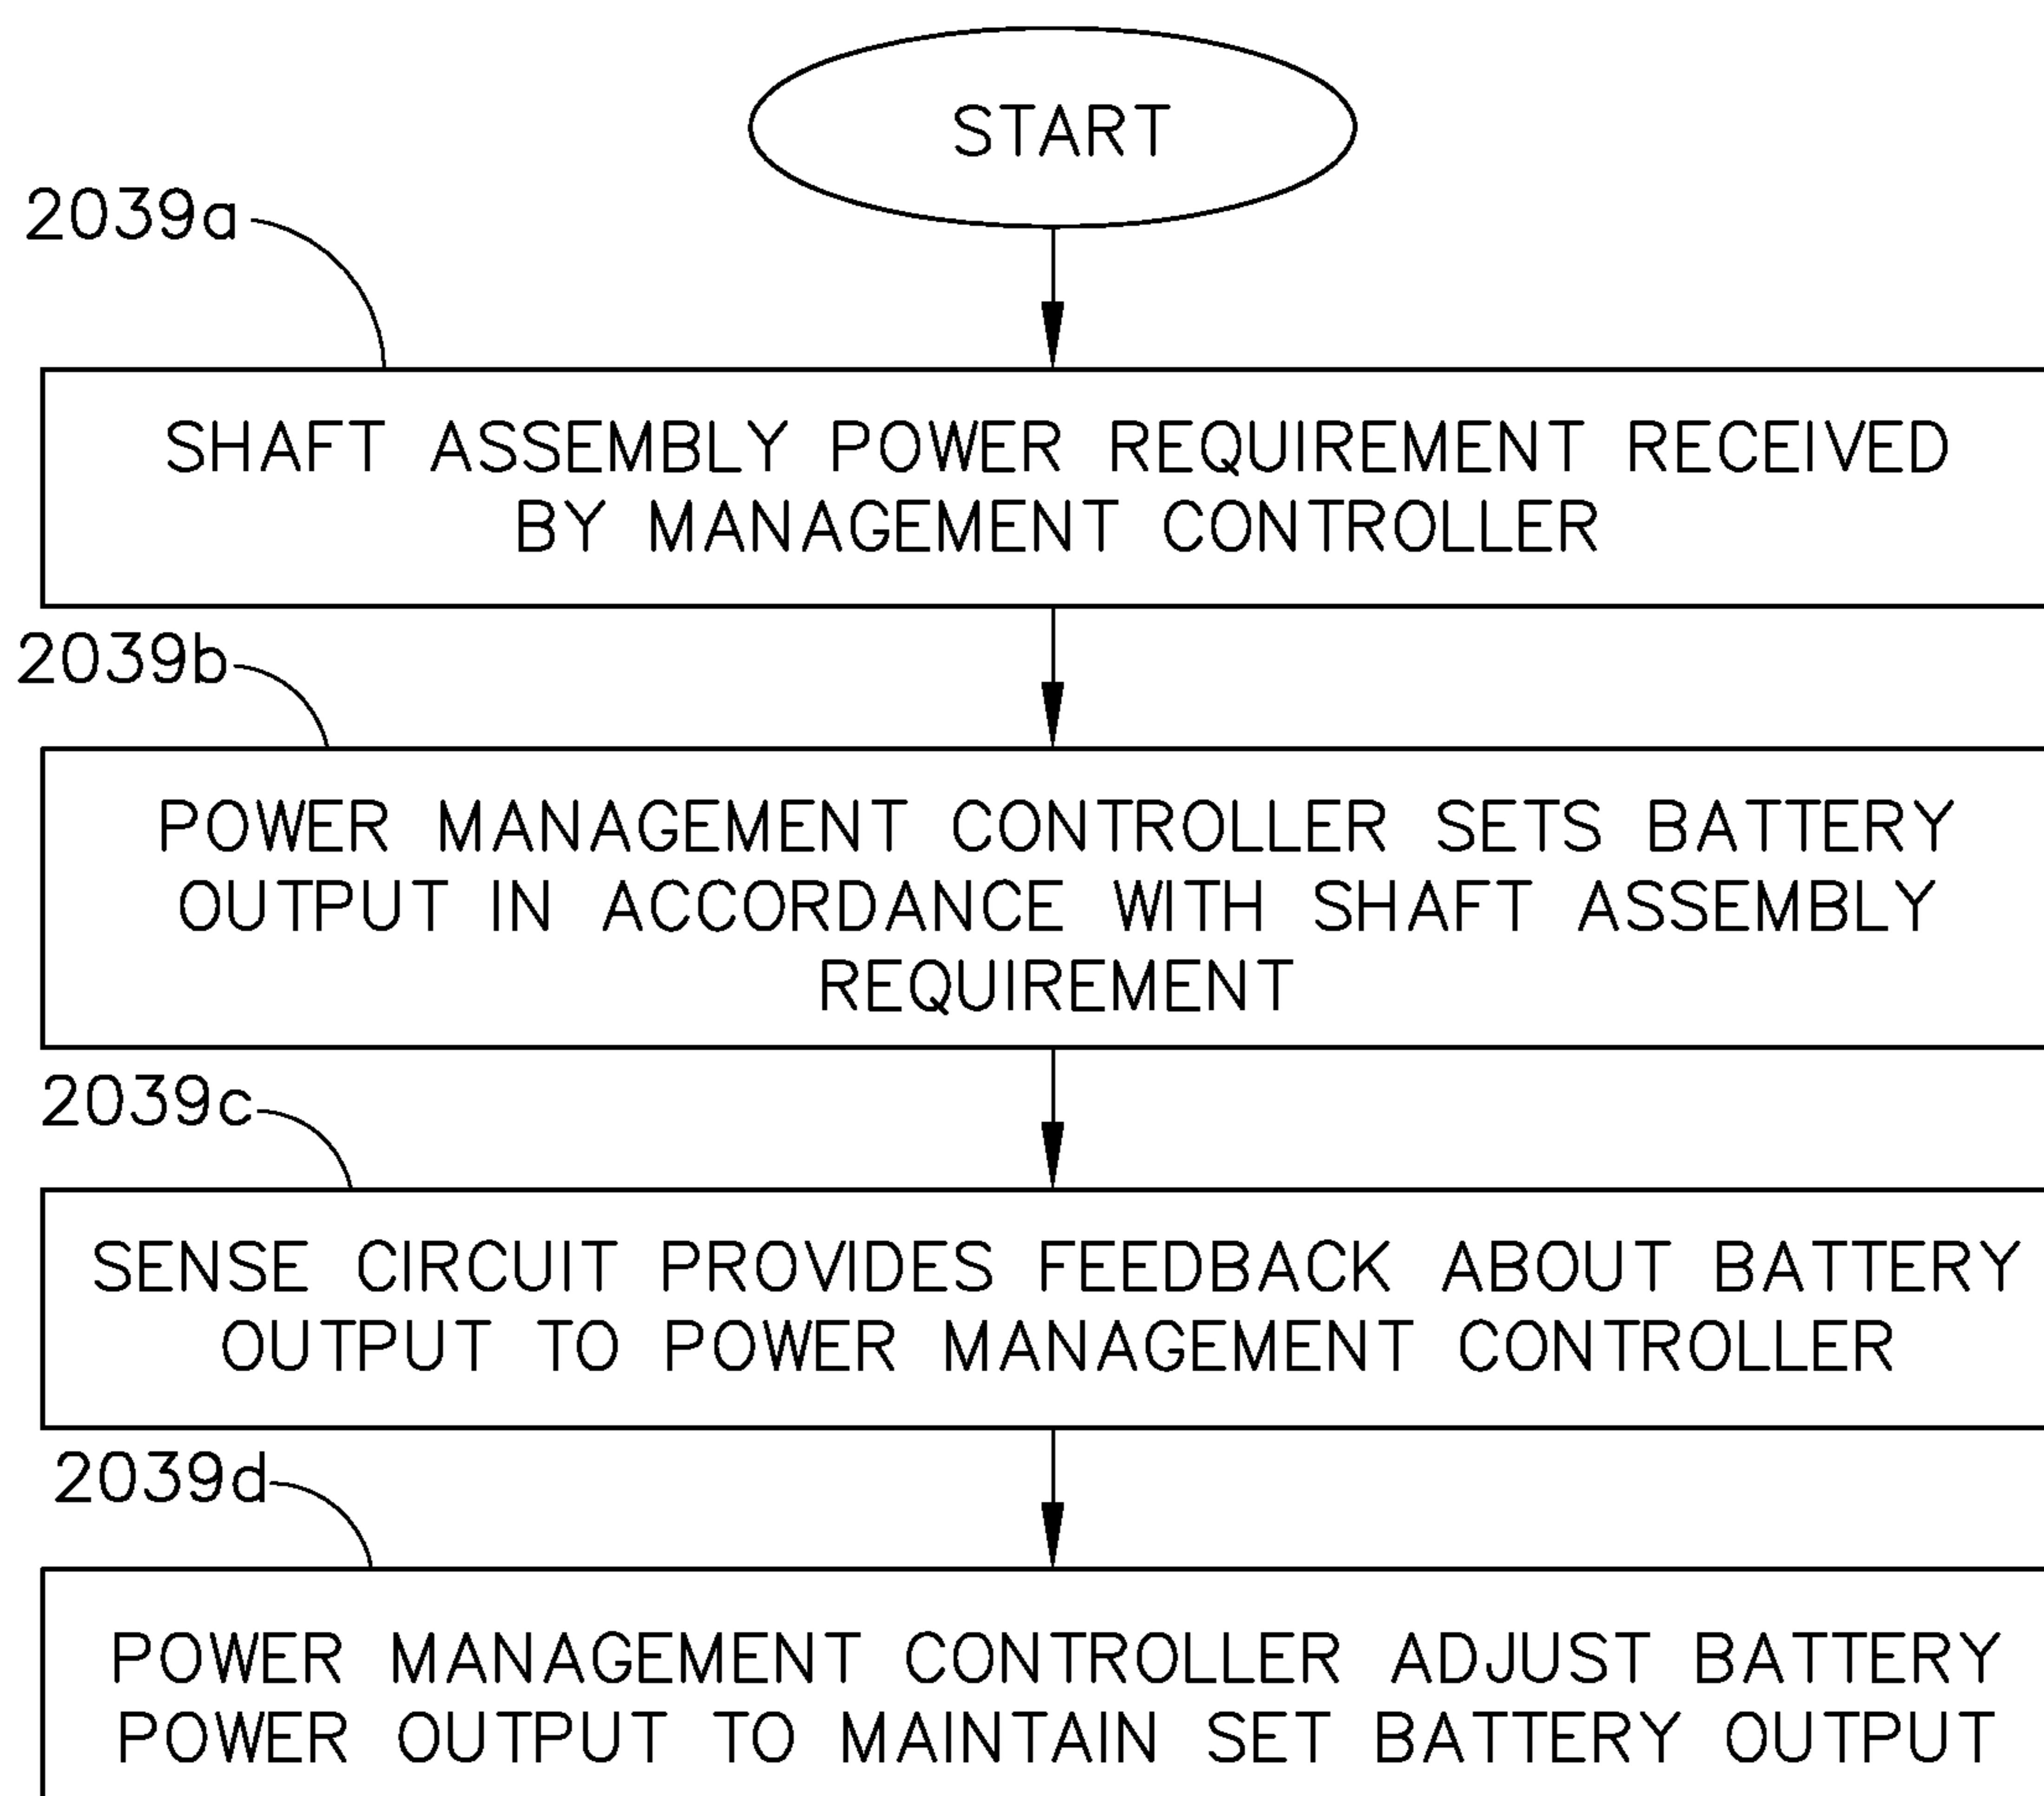 START
2039a
SHAFT ASSEMBLY POWER REQUIREMENT RECEIVED
BY MANAGEMENT CONTROLLER
2039b
POWER MANAGEMENT CONTROLLER SETS BATTERY
OUTPUT IN ACCORDANCE WITH SHAFT ASSEMBLY
REQUIREMENT
2039c
SENSE CIRCUIT PROVIDES FEEDBACK ABOUT BATTERY
OUTPUT TO POWER MANAGEMENT CONTROLLER
2039d
POWER MANAGEMENT CONTROLLER ADJUST BATTERY
POWER OUTPUT TO MAINTAIN SET BATTERY OUTPUT